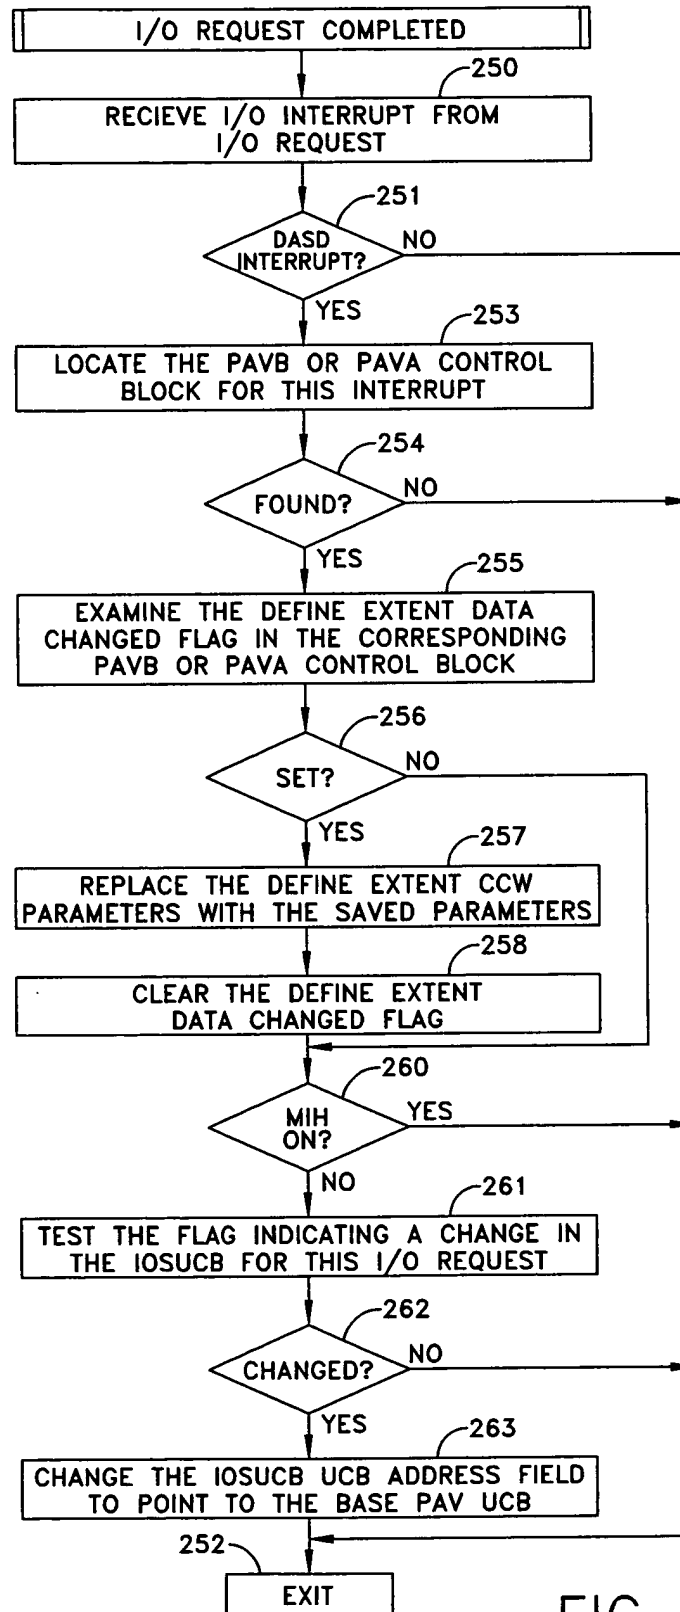 I/O REQUEST COMPLETED
250
RECIEVE I/O INTERRUPT FROM
I/O REQUEST
251
DASD
INTERRUPT?
NO
YES
253
LOCATE THE PAVB OR PAVA CONTROL
BLOCK FOR THIS INTERRUPT
254
FOUND?
NO
YES
255
EXAMINE THE DEFINE EXTENT DATA
CHANGED FLAG IN THE CORRESPONDING
PAVB OR PAVA CONTROL BLOCK
256
SET?
NO
YES
257
REPLACE THE DEFINE EXTENT CCW
PARAMETERS WITH THE SAVED PARAMETERS
258
CLEAR THE DEFINE EXTENT
DATA CHANGED FLAG
260
MIH
ON?
YES
NO
261
TEST THE FLAG INDICATING A CHANGE IN
THE IOSUCB FOR THIS I/O REQUEST
262
CHANGED?
NO
YES
263
CHANGE THE IOSUCB UCB ADDRESS FIELD
TO POINT TO THE BASE PAV UCB
252
EXIT
FIG